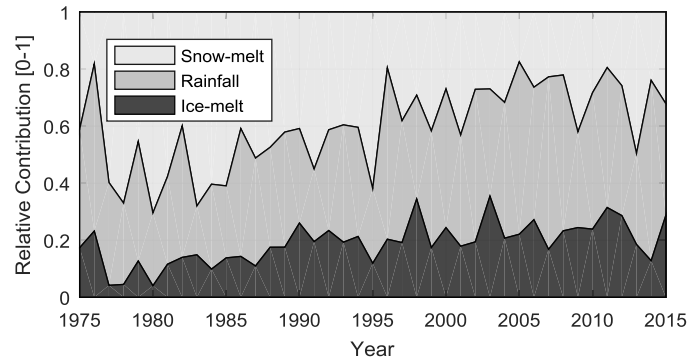 1
0.8
0.6
0.4
0.2
0
Relative Contribution [0-1]
Snow-melt
Rainfall
Ice-melt
1975 1980 1985 1990 1995 2000 2005 2010 2015
Year